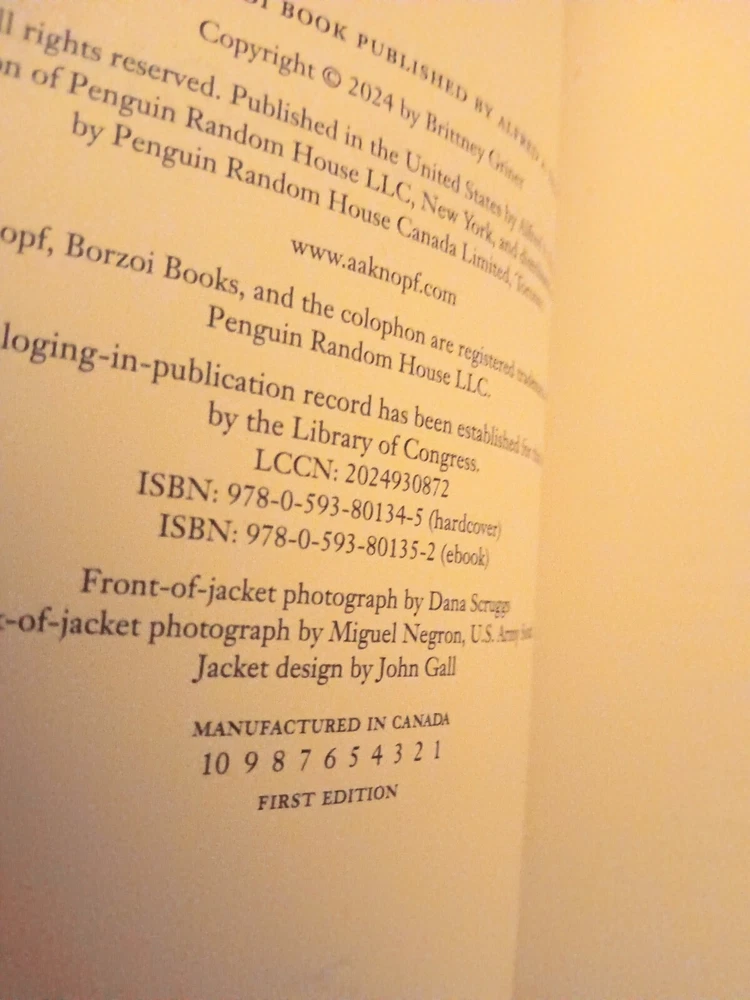 BOOK PUBLISHED BY ALFRED
Copyright © 2024 by Brittney Griner
rights reserved. Published in the United States by Alfred
of Penguin Random House LLC, New York, and
by Penguin Random House Canada Limited, Toronto
www.aaknopf.com
opf, Borzoi Books, and the colophon are registered
Penguin Random House LLC.
loging-in-publication record has been established for
by the Library of Congress.
LCCN: 2024930872
ISBN: 978-0-593-80134-5 (hardcover)
ISBN: 978-0-593-80135-2 (ebook)
Front-of-jacket photograph by Dana Scruggs
-of-jacket photograph by Miguel Negron, U.S. Army
Jacket design by John Gall
MANUFACTURED IN CANADA
10 9 8 7 6 5 4 3 2 1
FIRST EDITION